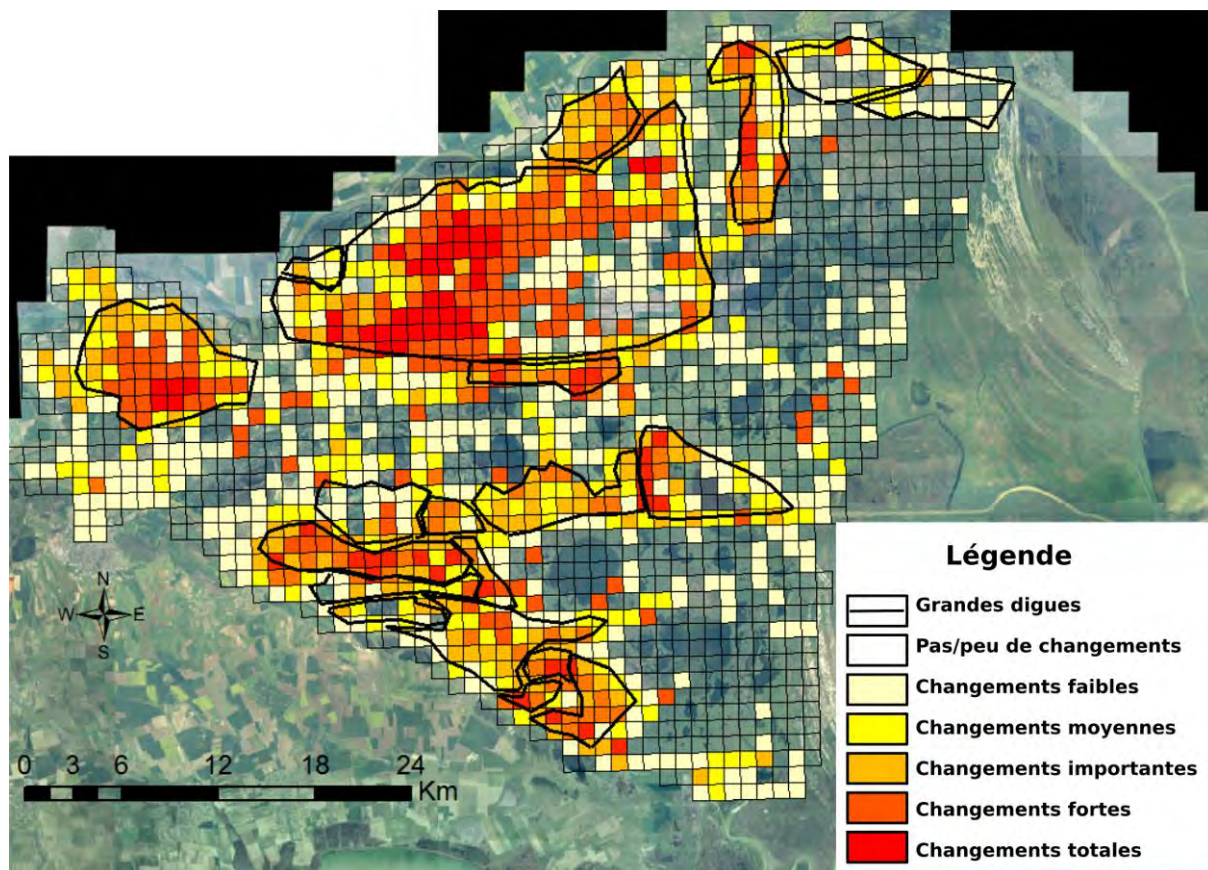 N
W E
S
0 3 6 12 18 24
Km
Légende
Grandes digues
Pas/peu de changements
Changements faibles
Changements moyennes
Changements importantes
Changements fortes
Changements totales